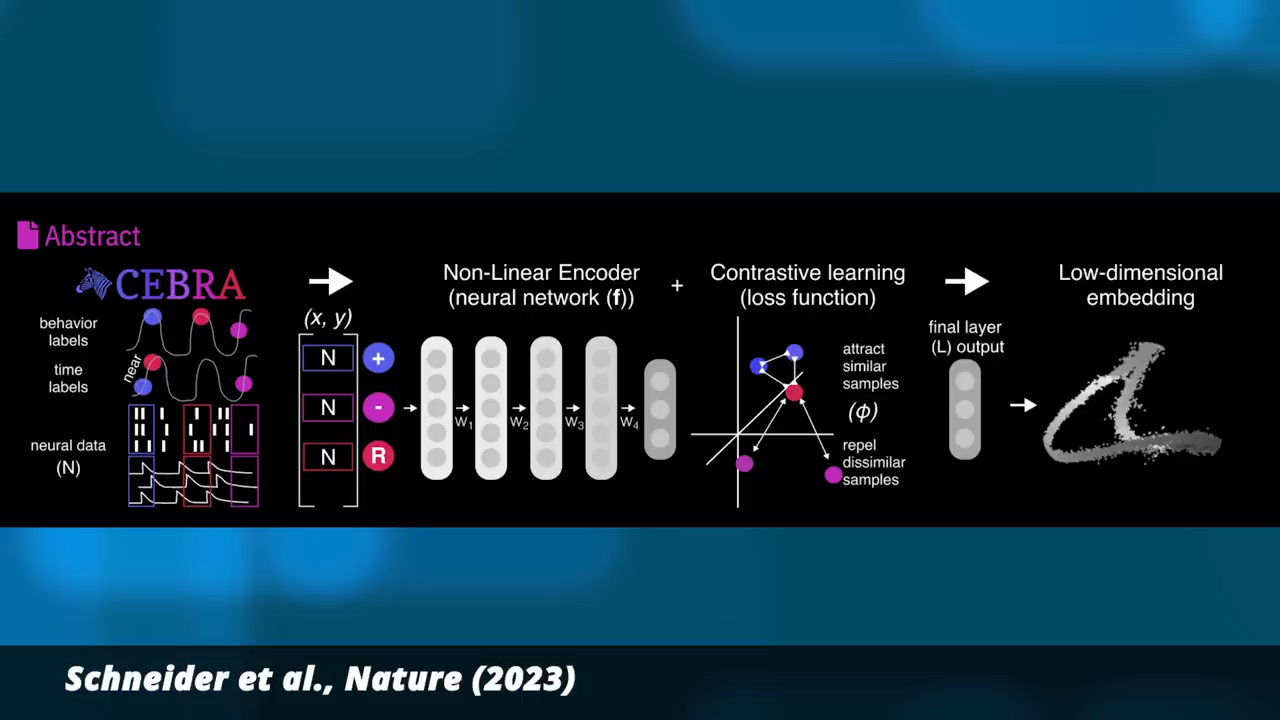 Abstract
CEBRA
behavior
labels
near
time
labels
neural data
(N)
(x, y)
N +
N -
N R
Non-Linear Encoder
(neural network (f))
W1 W2 W3 W4
+
Contrastive learning
(loss function)
attract
similar
samples
(ϕ)
repel
dissimilar
samples
final layer
(L) output
Low-dimensional
embedding
Schneider et al., Nature (2023)